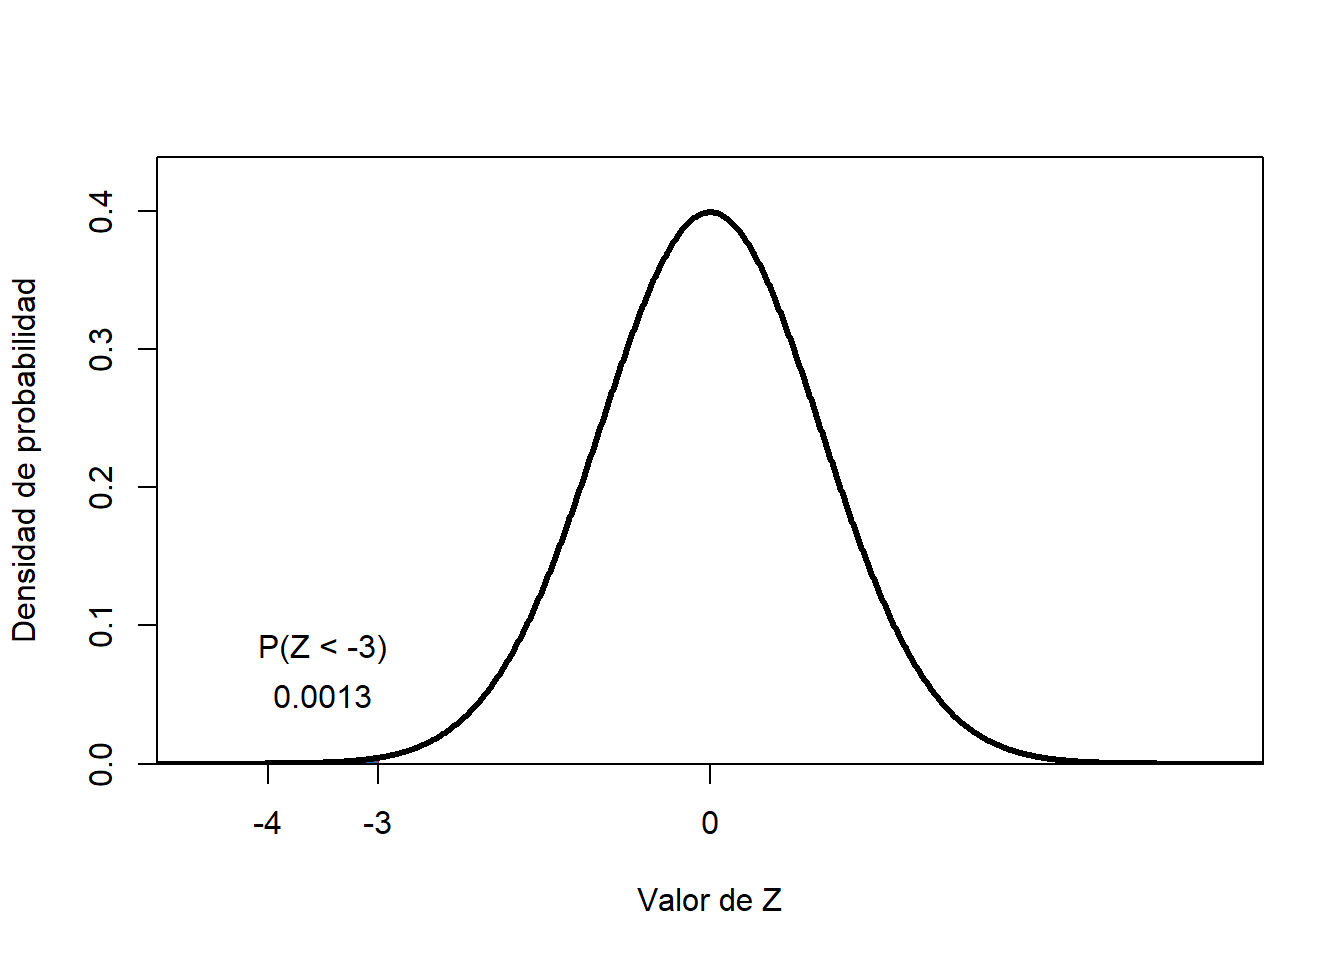 Densidad de probabilidad
0.4
0.3
0.2
0.1
0.0
P(Z < -3)
0.0013
-4 -3 0
Valor de Z